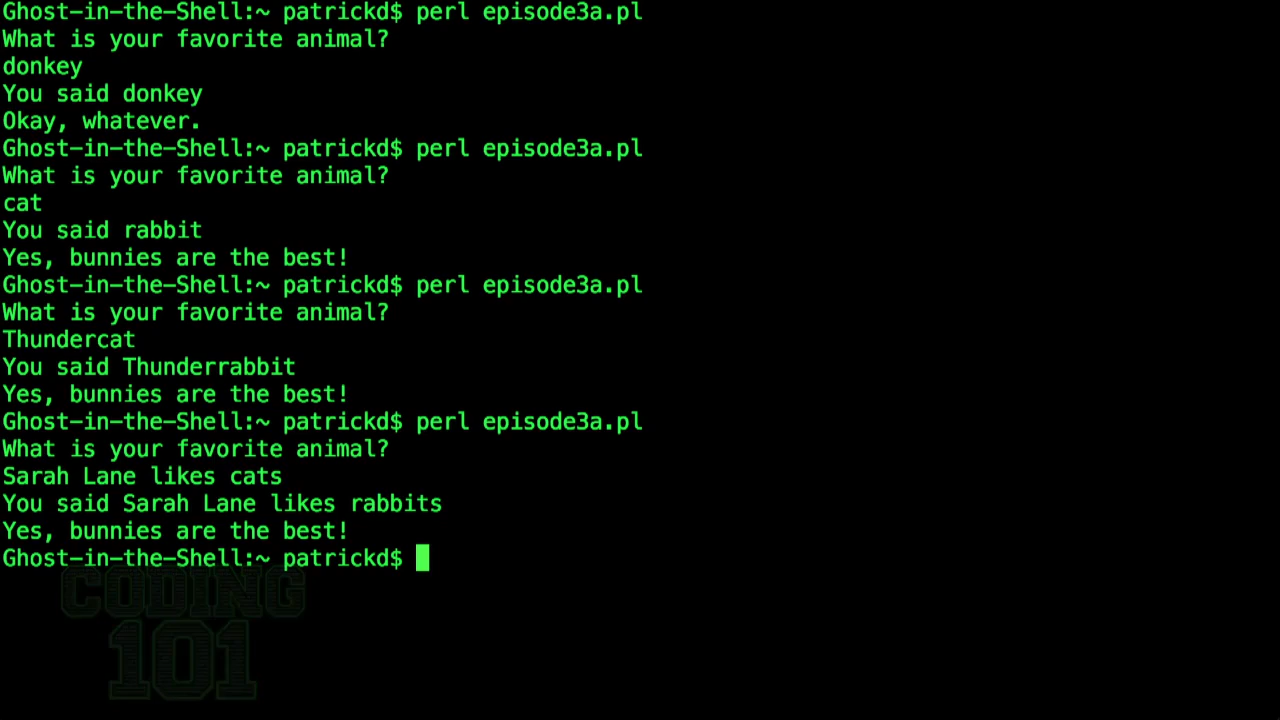 Ghost-in-the-Shell:~ patrickd$ perl episode3a.pl
What is your favorite animal?
donkey
You said donkey
Okay, whatever.
Ghost-in-the-Shell:~ patrickd$ perl episode3a.pl
What is your favorite animal?
cat
You said rabbit
Yes, bunnies are the best!
Ghost-in-the-Shell:~ patrickd$ perl episode3a.pl
What is your favorite animal?
Thundercat
You said Thunderrabbit
Yes, bunnies are the best!
Ghost-in-the-Shell:~ patrickd$ perl episode3a.pl
What is your favorite animal?
Sarah Lane likes cats
You said Sarah Lane likes rabbits
Yes, bunnies are the best!
Ghost-in-the-Shell:~ patrickd$
CODING
101